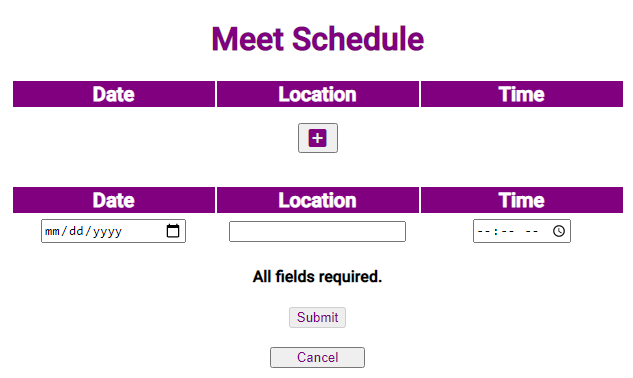 Meet Schedule
Date Location Time
Date Location Time
mm/dd/yyyy --:-- --
All fields required.
Submit
Cancel